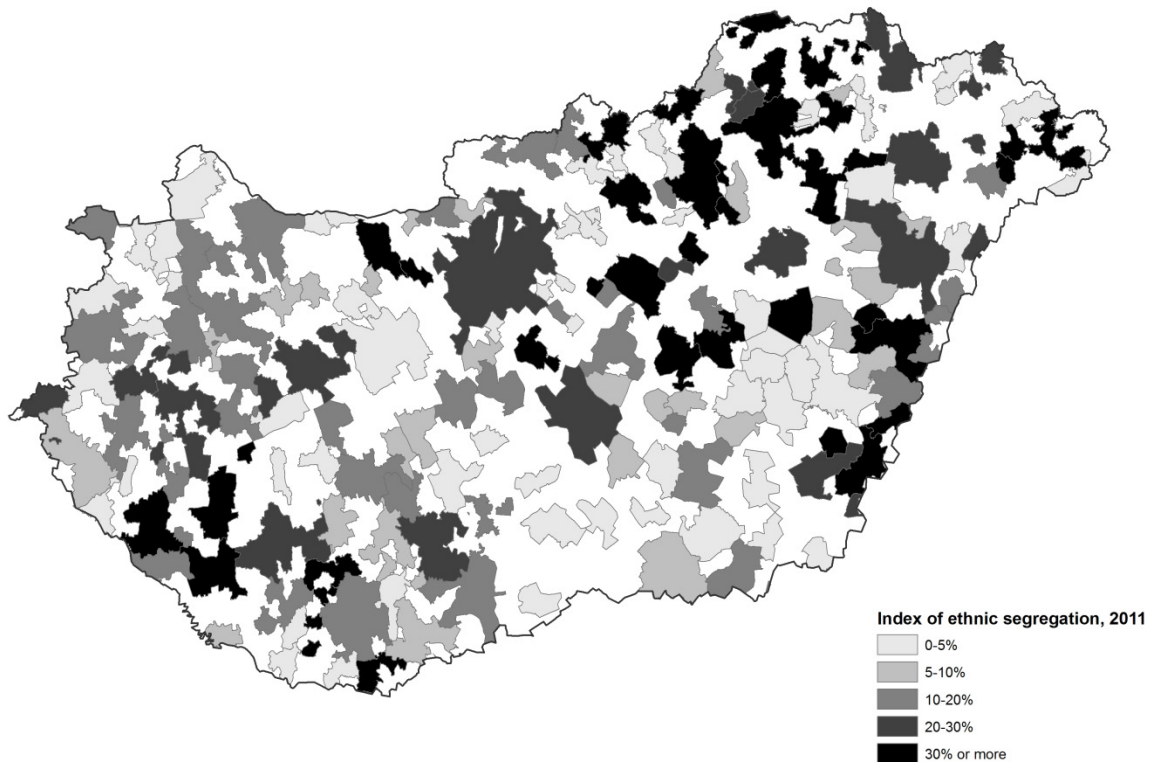 Index of ethnic segregation, 2011
0-5%
5-10%
10-20%
20-30%
30% or more